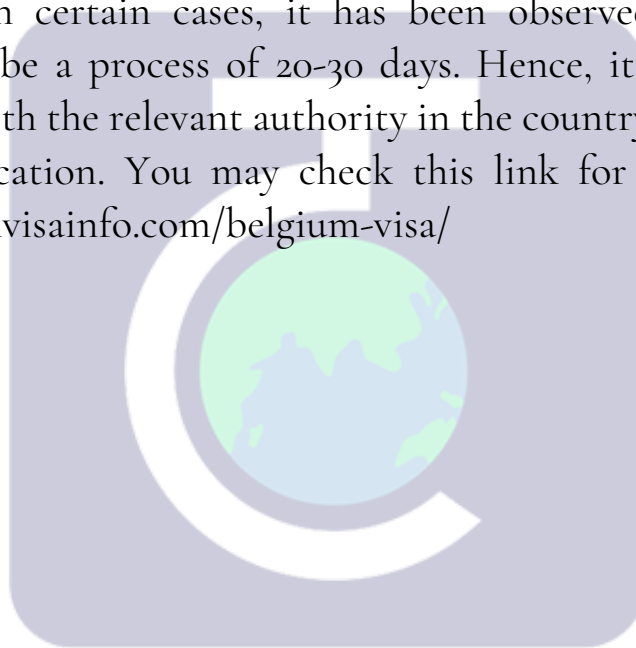 certain cases, it has been observed
be a process of 20-30 days. Hence, it
th the relevant authority in the country
cation. You may check this link for
visainfo.com/belgium-visa/